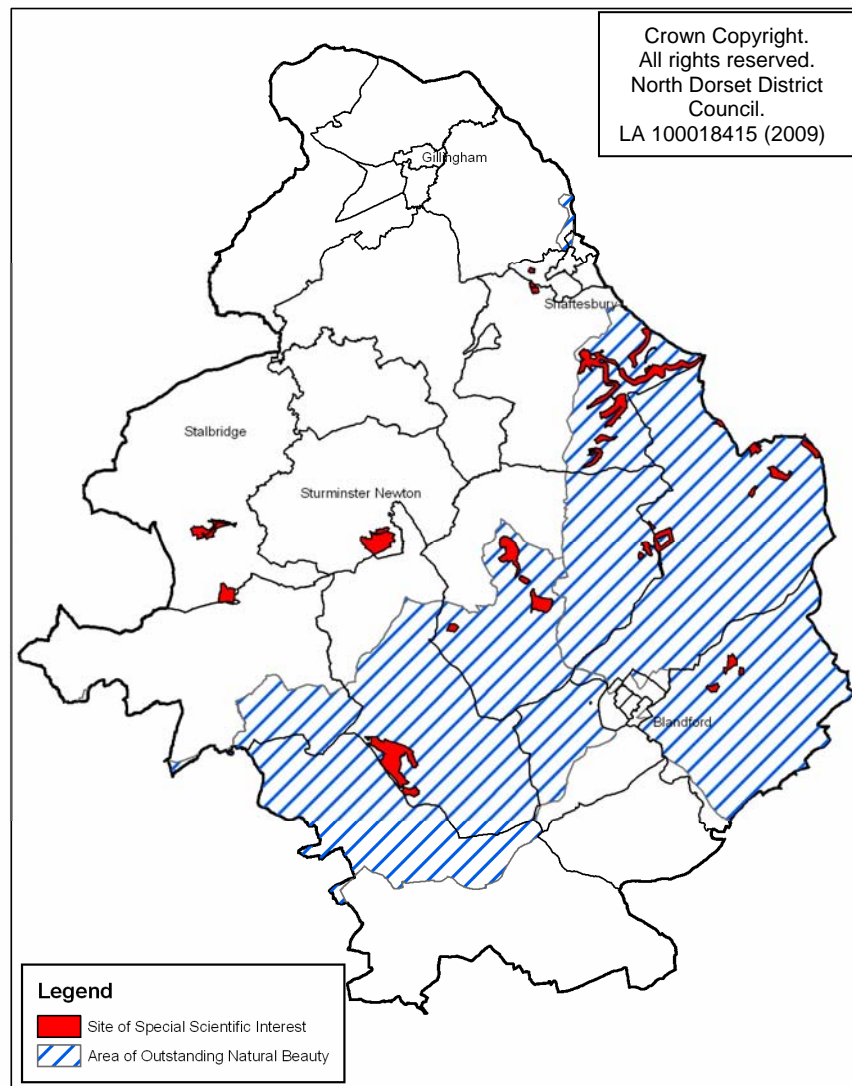 Crown Copyright.
All rights reserved.
North Dorset District
Council.
LA 100018415 (2009)
Gillingham
Shaftesbury
Stalbridge
Sturminster Newton
Blandford
Legend
Site of Special Scientific Interest
Area of Outstanding Natural Beauty